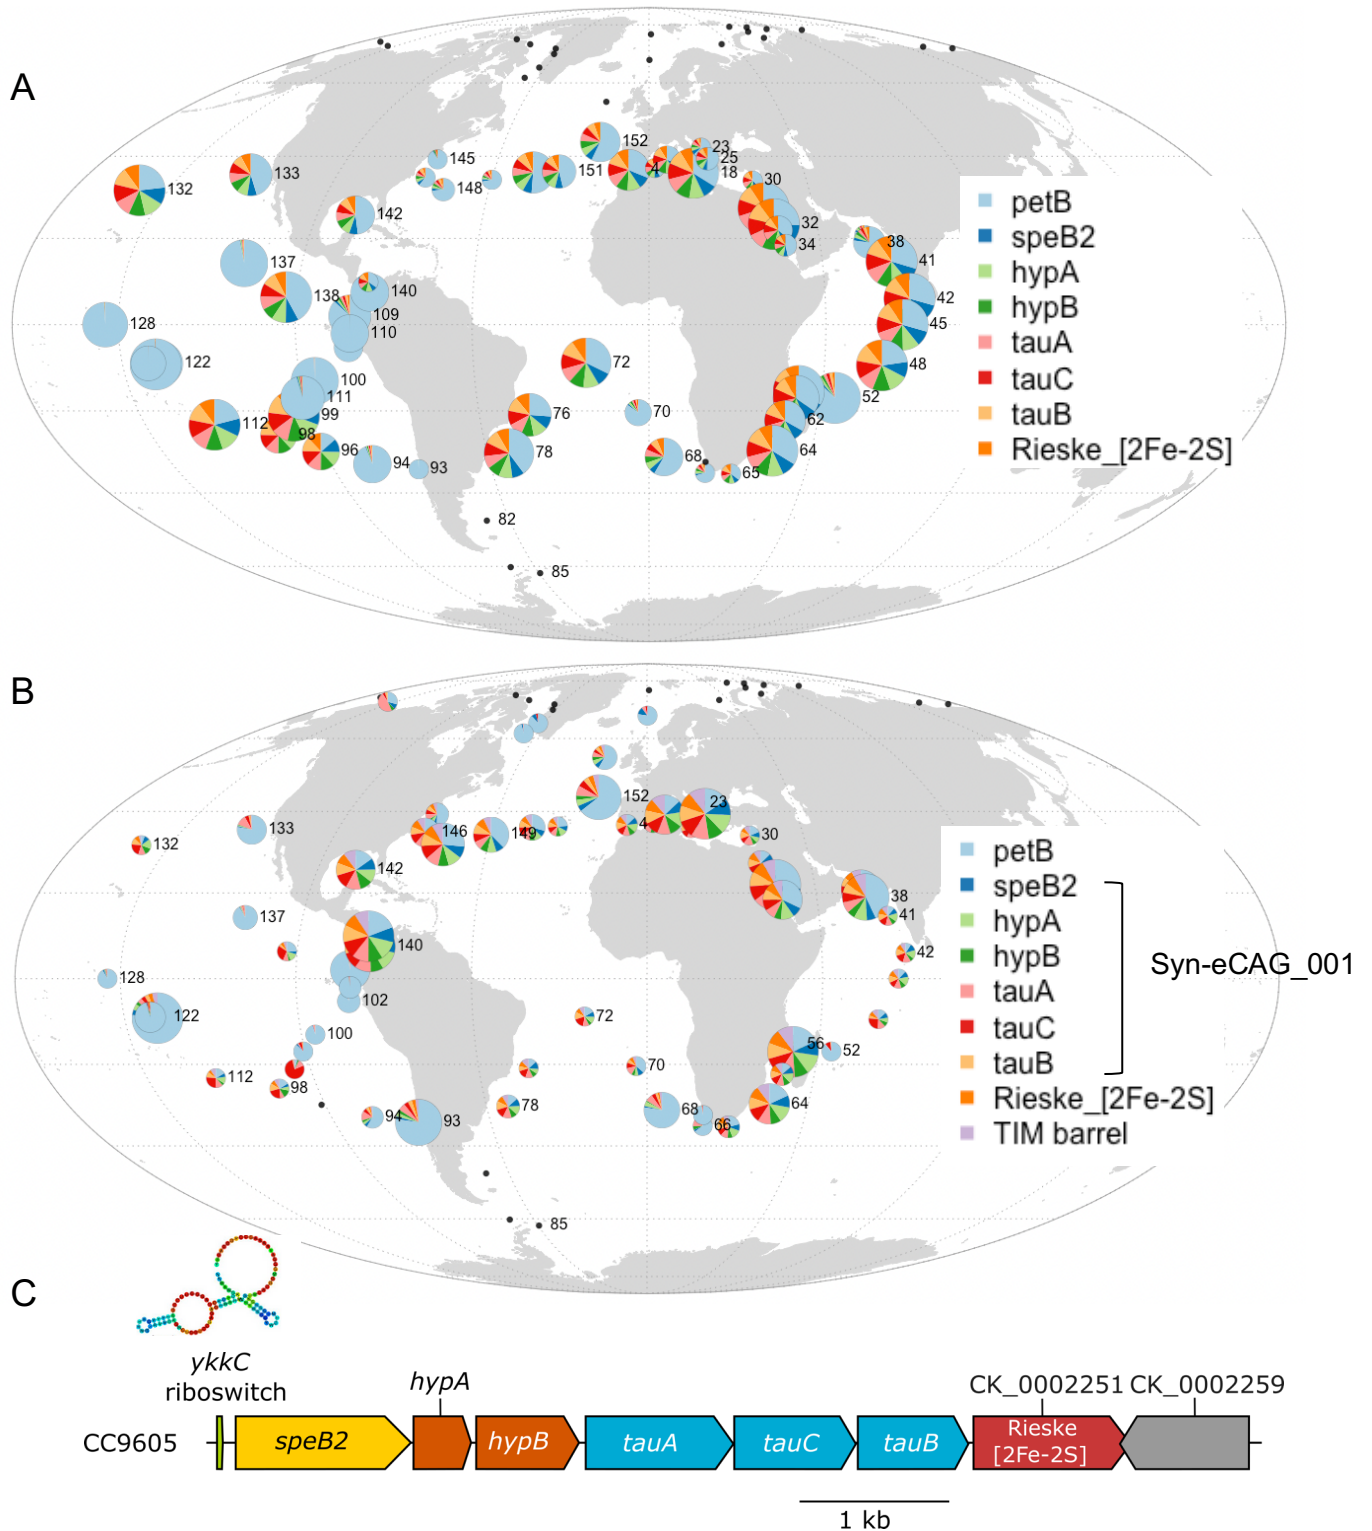 A
152
23
25
18
4
151
145
148
133
132
142
30
32
34
38
41
42
45
48
137
138
140
109
110
128
122
100
111
99
112
98
96
94
93
72
76
78
70
52
62
64
68
65
82
85
petB
speB2
hypA
hypB
tauA
tauC
tauB
Rieske_[2Fe-2S]
B
152
23
4
146
149
30
133
132
142
38
41
42
137
140
128
102
122
100
112
98
94
93
72
70
78
56
52
64
68
66
85
petB
speB2
hypA
hypB
tauA
tauC
tauB
Rieske_[2Fe-2S]
TIM barrel
Syn-eCAG_001
C
ykkC
riboswitch
hypA
CK_0002251
CK_0002259
CC9605
speB2
hypB
tauA
tauC
tauB
Rieske
[2Fe-2S]
1 kb